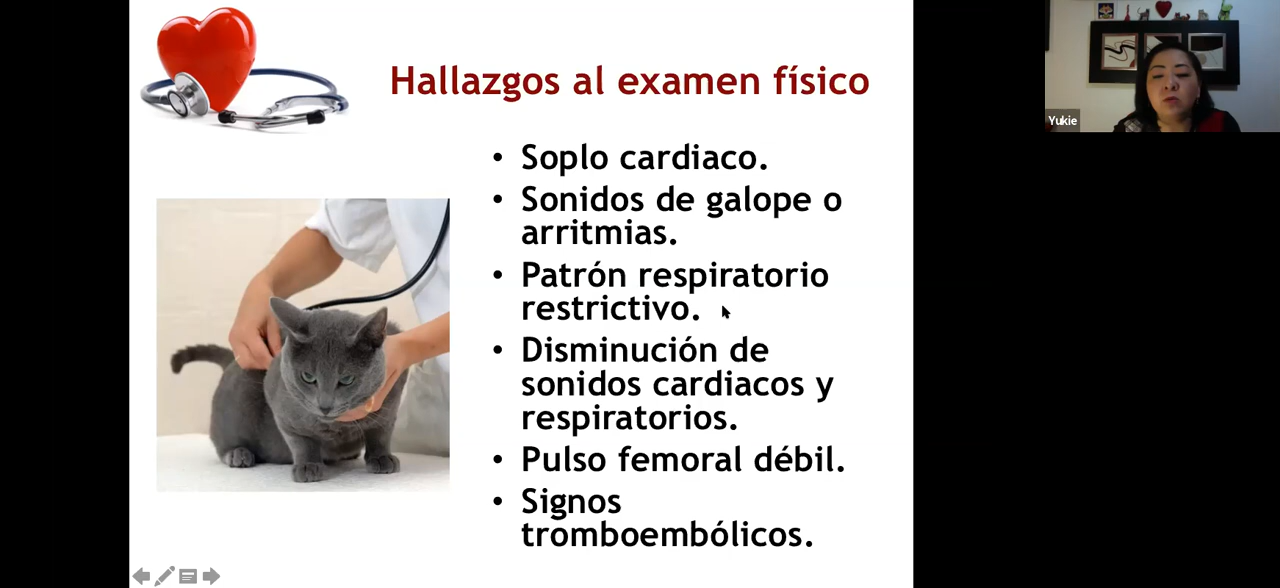 Hallazgos al examen físico
• Soplo cardiaco.
• Sonidos de galope o
arritmias.
• Patrón respiratorio
restrictivo.
• Disminución de
sonidos cardiacos y
respiratorios.
• Pulso femoral débil.
• Signos
tromboembólicos.
Yukie